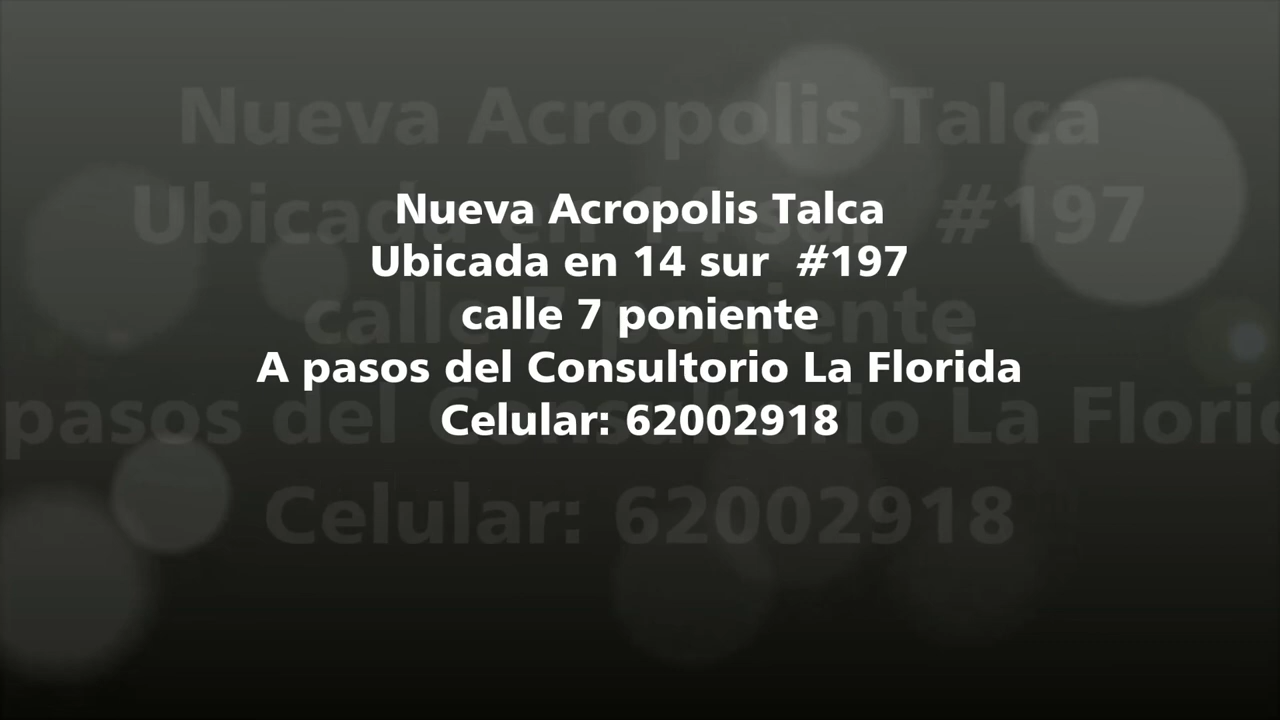 Nueva Acropolis Talca
Ubicada en 14 sur #197
calle 7 poniente
A pasos del Consultorio La Florida
Celular: 62002918